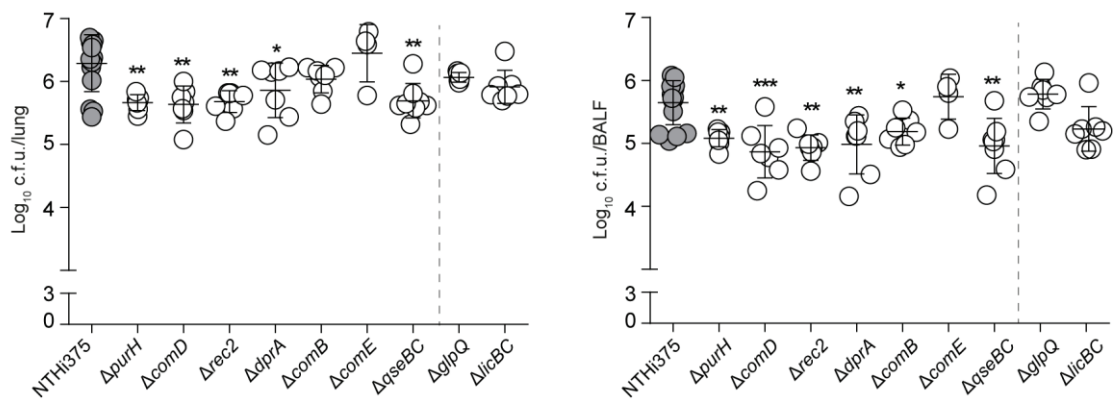 Log10 c.f.u./lung
7
6
5
4
3
0
** ** ** * **
NTHi375 ΔpurH ΔcomD Δrec2 ΔdprA ΔcomB ΔcomE ΔqseBC ΔglpQ ΔlicBC
Log10 c.f.u./BALF
7
6
5
4
3
0
** *** ** ** * **
NTHi375 ΔpurH ΔcomD Δrec2 ΔdprA ΔcomB ΔcomE ΔqseBC ΔglpQ ΔlicBC